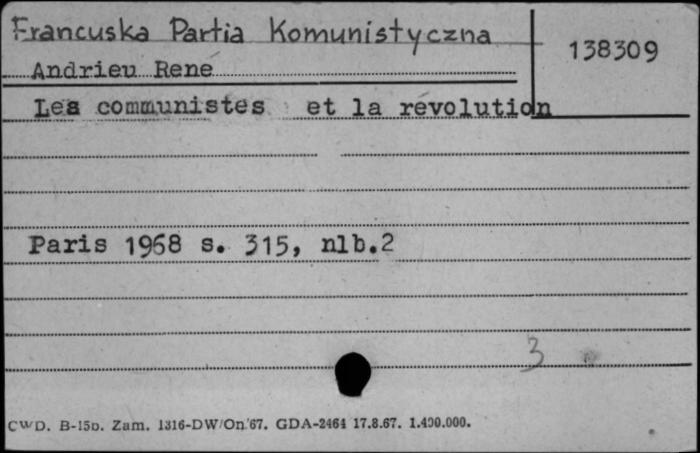 Francuska Partia Komunistyczna
138309
Andrieu Rene
Les communistes et la revolution
Paris 1968 s. 315, nlb.2
3
CWD. B-15b. Zam. 1316-DW/On/67. GDA-2464 17.8.67. 1.400.000.